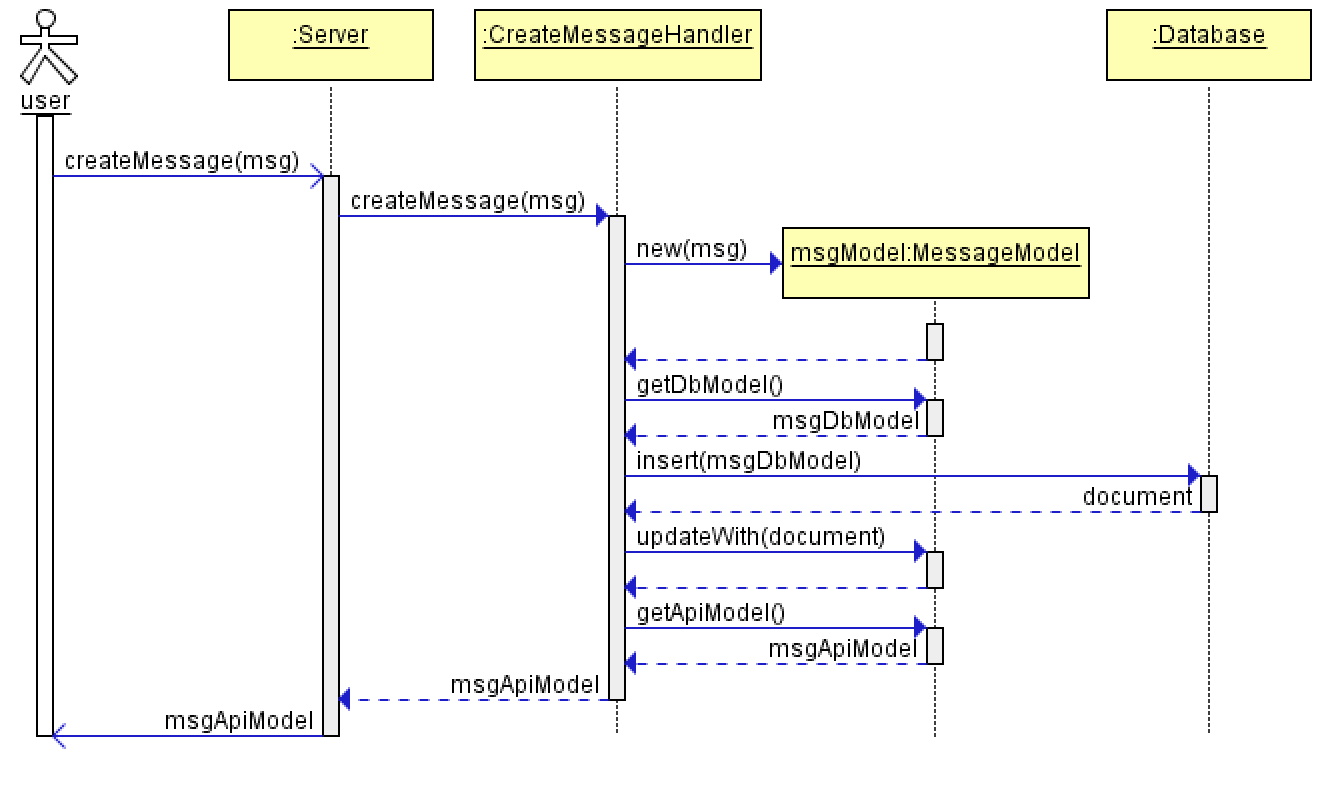 :Server
:CreateMessageHandler
:Database
user
createMessage(msg)
createMessage(msg)
new(msg)
msgModel:MessageModel
getDbModel()
msgDbModel
insert(msgDbModel)
document
updateWith(document)
getApiModel()
msgApiModel
msgApiModel
msgApiModel